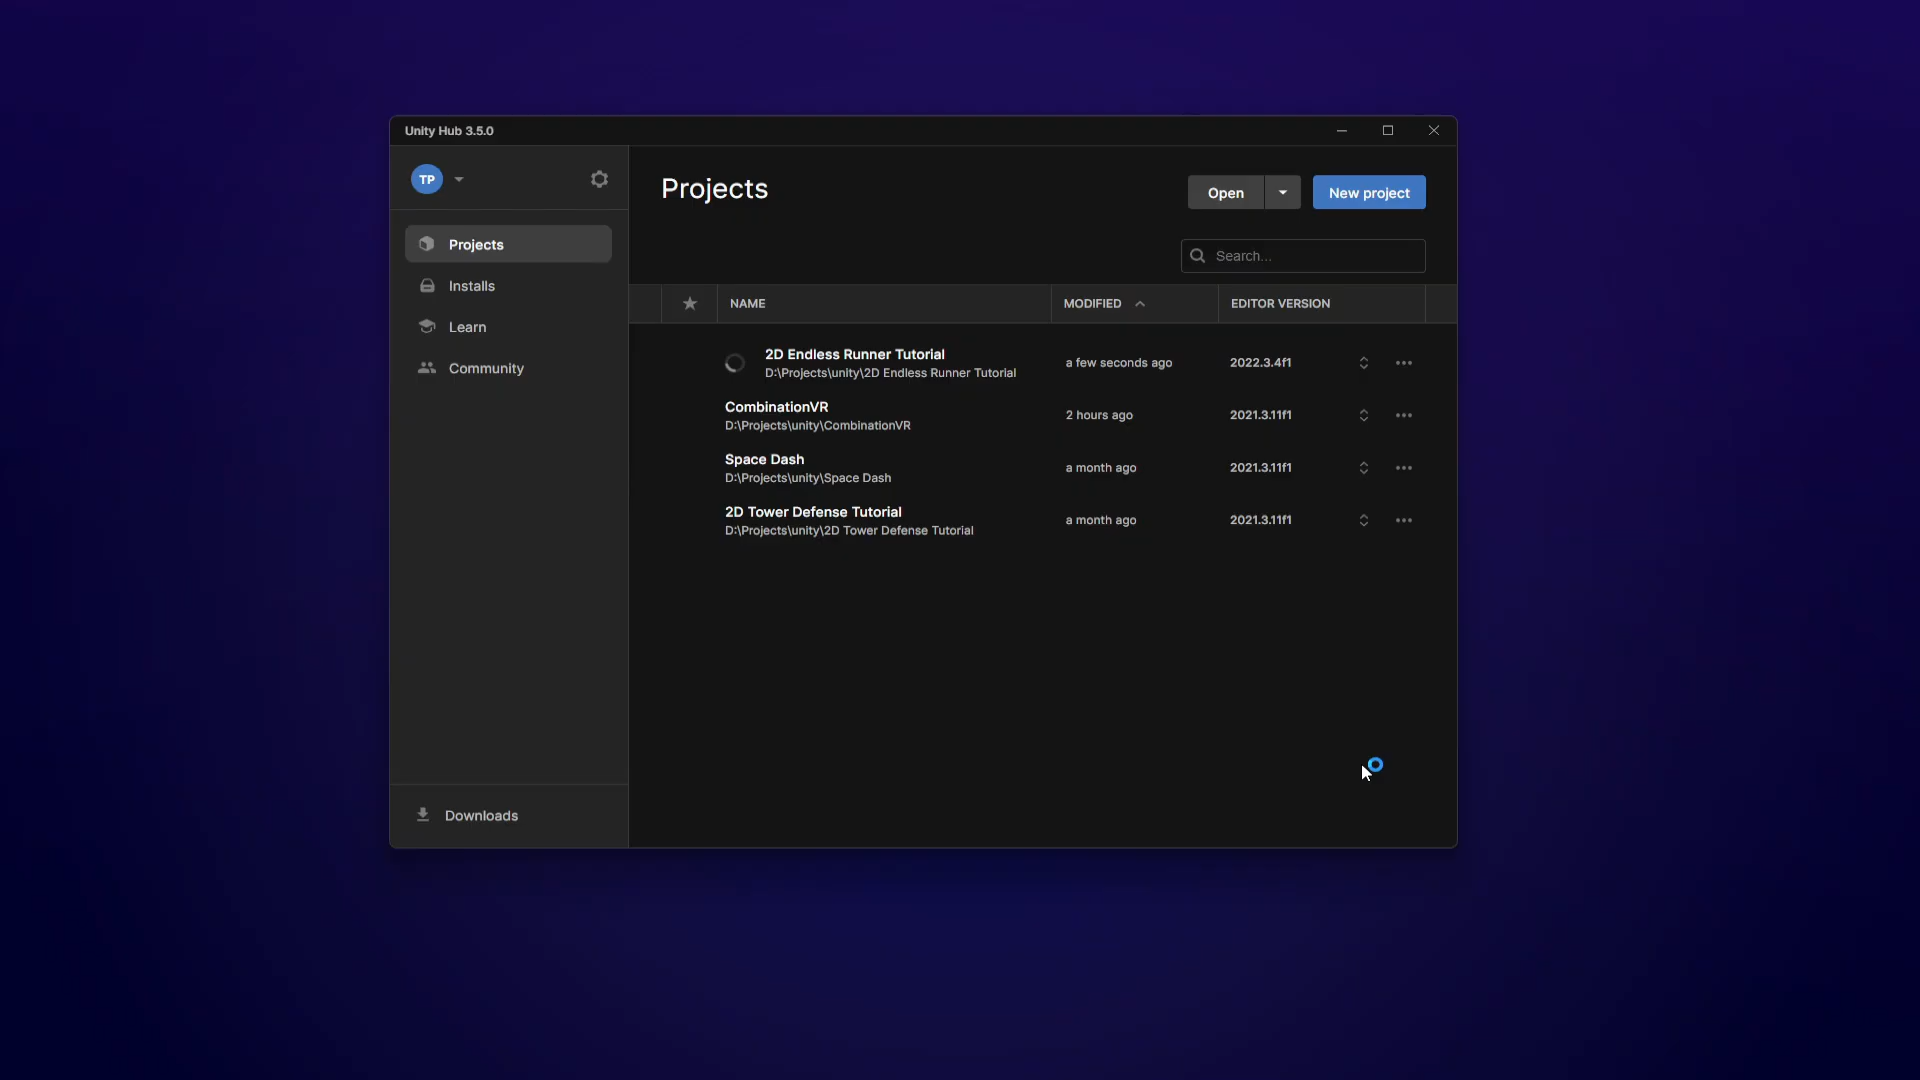 Unity Hub 3.5.0
TP
Projects
Open
New project
Projects
Installs
Learn
Community
Search...
NAME
MODIFIED
EDITOR VERSION
2D Endless Runner Tutorial
D:\Projects\unity\2D Endless Runner Tutorial
a few seconds ago
2022.3.4f1
CombinationVR
D:\Projects\unity\CombinationVR
2 hours ago
2021.3.11f1
Space Dash
D:\Projects\unity\Space Dash
a month ago
2021.3.11f1
2D Tower Defense Tutorial
D:\Projects\unity\2D Tower Defense Tutorial
a month ago
2021.3.11f1
Downloads